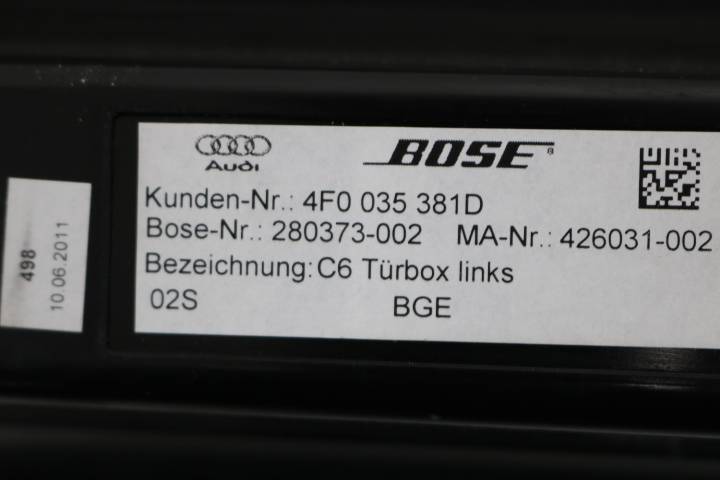 Audi
BOSE®
Kunden-Nr.: 4F0 035 381D
Bose-Nr.: 280373-002 MA-Nr.: 426031-002
Bezeichnung: C6 Türbox links
02S BGE
498
10.06.2011